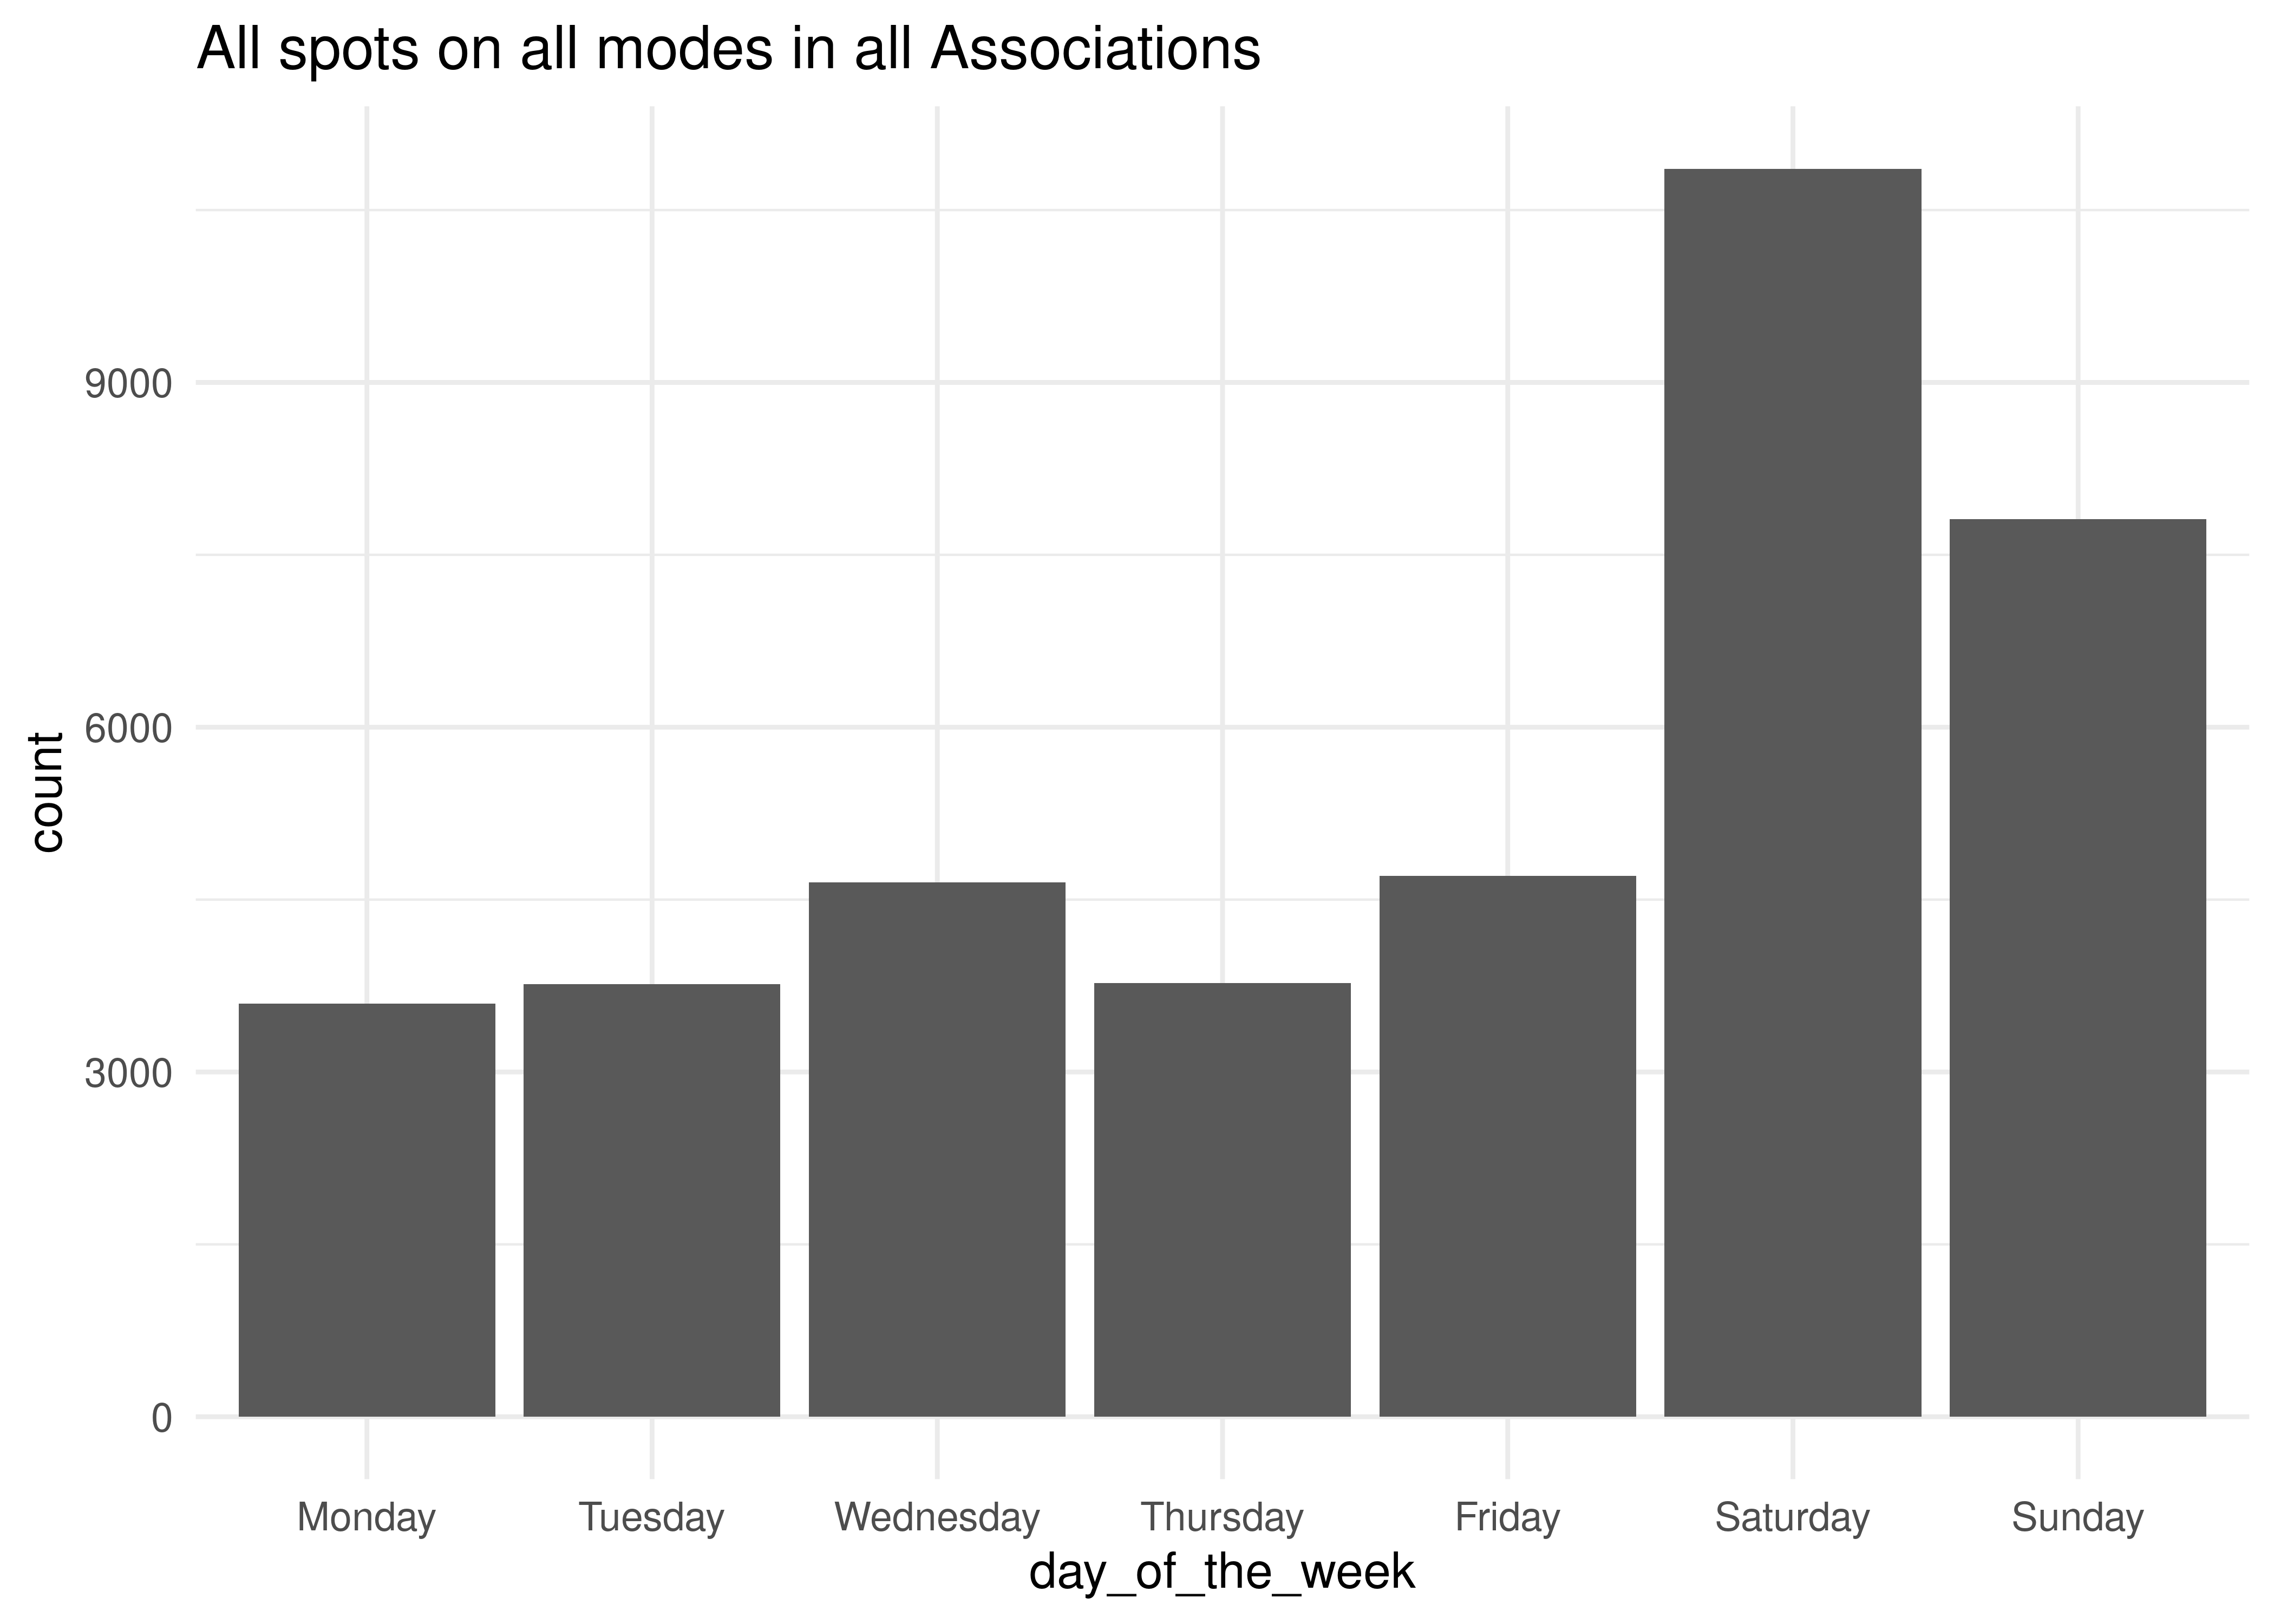 All spots on all modes in all Associations
count
9000
6000
3000
0
Monday Tuesday Wednesday Thursday Friday Saturday Sunday
day_of_the_week